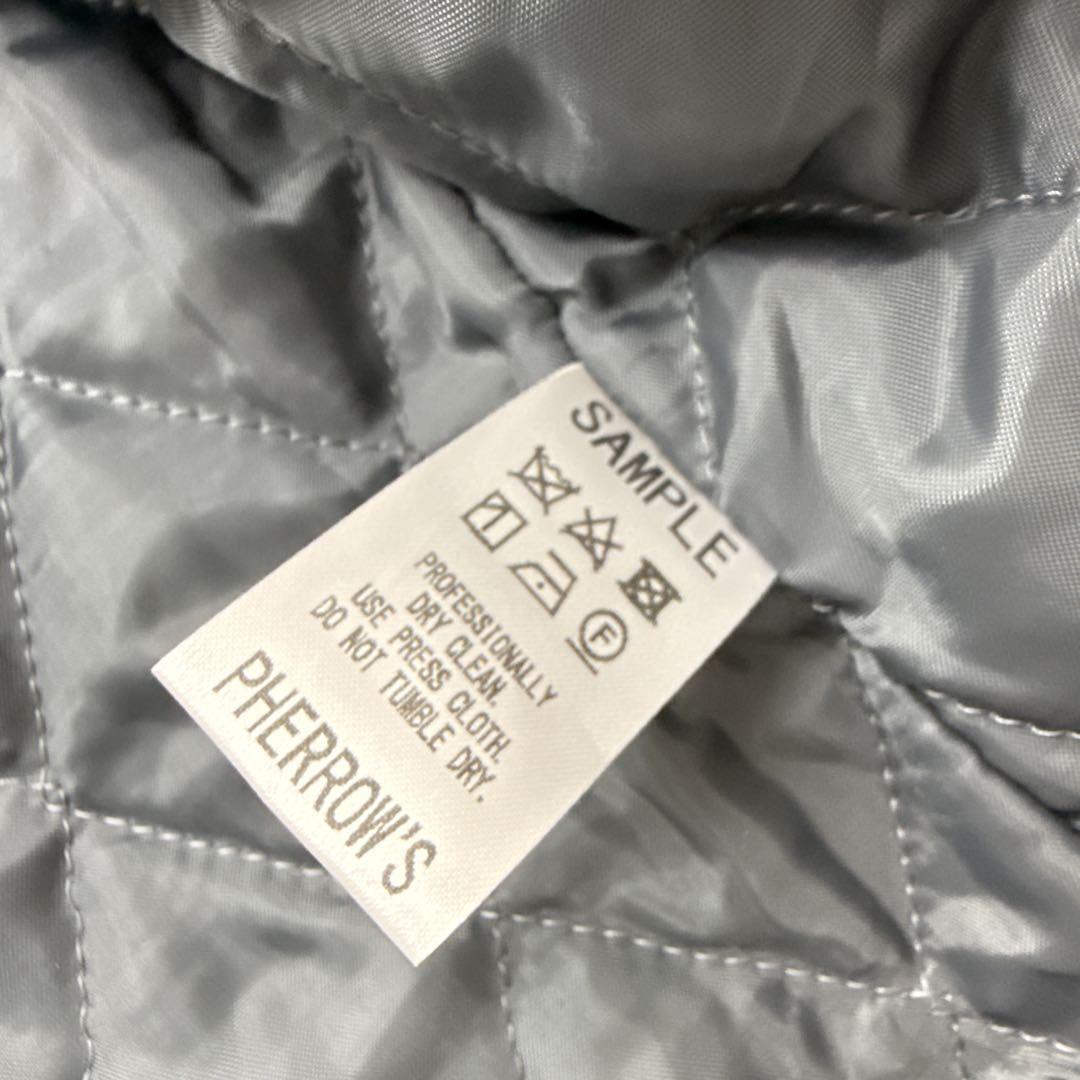 SAMPLE
F
PROFESSIONALLY
DRY CLEAN.
USE PRESS CLOTH.
DO NOT TUMBLE DRY.
PHERROW'S